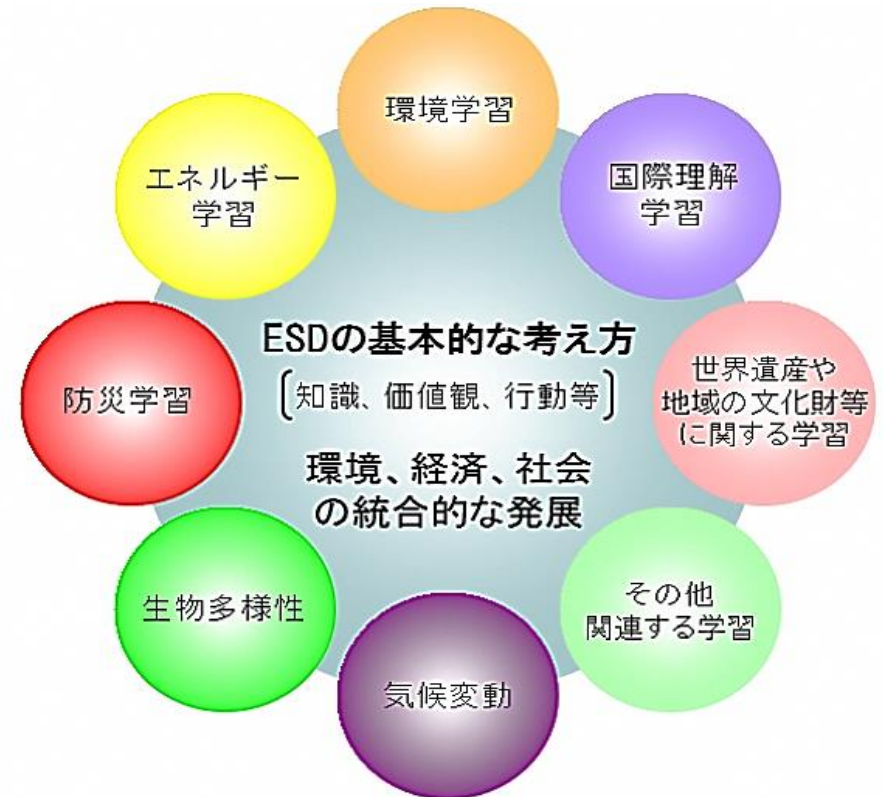 環境学習
エネルギー
学習
国際理解
学習
ESDの基本的な考え方
[知識、価値観、行動等]
環境、経済、社会
の統合的な発展
防災学習
世界遺産や
地域の文化財等
に関する学習
生物多様性
その他
関連する学習
気候変動